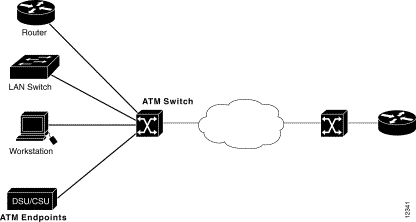 Router
ATM Switch
LAN Switch
Workstation
DSU/CSU
ATM Endpoints
12341